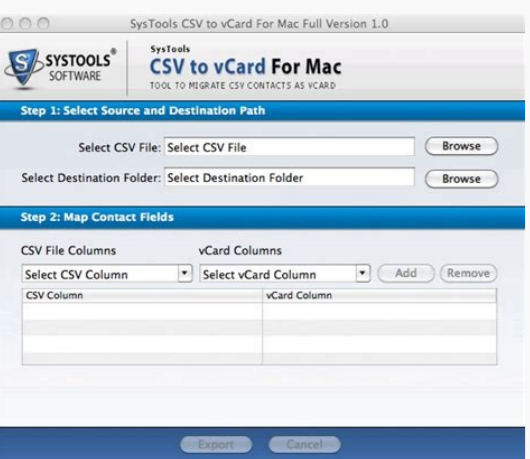 SysTools CSV to vCard For Mac Full Version 1.0
SYSTOOLS®
SOFTWARE
SysTools
CSV to vCard For Mac
TOOL TO MIGRATE CSV CONTACTS AS VCARD
Step 1: Select Source and Destination Path
Select CSV File: Select CSV File Browse
Select Destination Folder: Select Destination Folder Browse
Step 2: Map Contact Fields
CSV File Columns vCard Columns
Select CSV Column Select vCard Column Add Remove
CSV Column vCard Column
Export Cancel